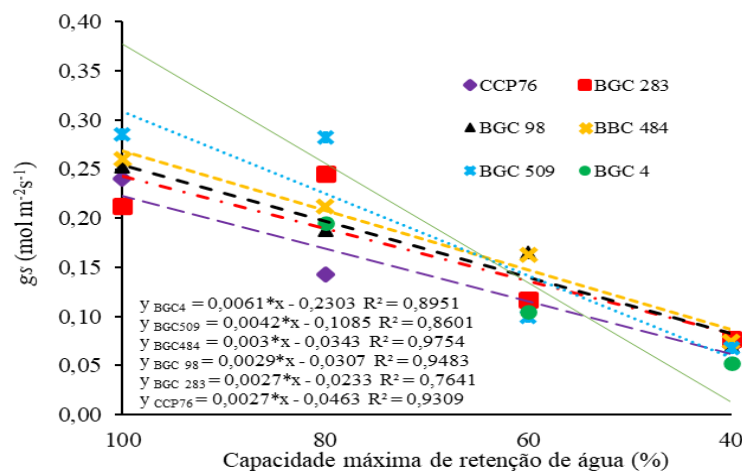 0,40
0,35
0,30
0,25
0,20
0,15
0,10
0,05
0,00
gs (mol m⁻²s⁻¹)
CCP76 BGC 283
BGC 98 BBC 484
BGC 509 BGC 4
y BGC4 = 0,0061*x - 0,2303 R² = 0,8951
y BGC509 = 0,0042*x - 0,1085 R² = 0,8601
y BGC484 = 0,003*x - 0,0343 R² = 0,9754
y BGC 98 = 0,0029*x - 0,0307 R² = 0,9483
y BGC 283 = 0,0027*x - 0,0233 R² = 0,7641
y CCP76 = 0,0027*x - 0,0463 R² = 0,9309
100 80 60 40
Capacidade máxima de retenção de água (%)